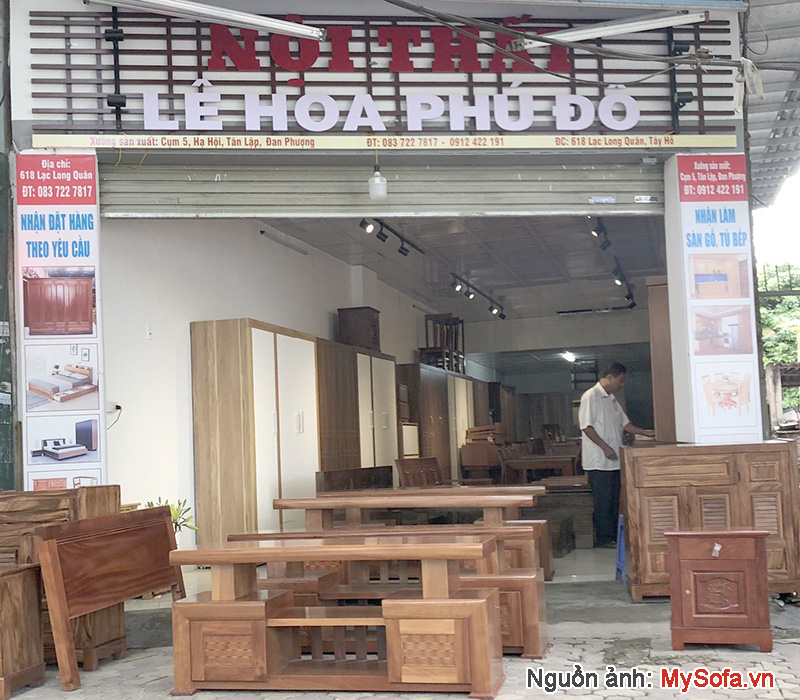 NỘI THẤT
LÊ HOA PHÚ ĐÔ
Xưởng sản xuất: Cụm 5, Hạ Hội, Tân Lập, Đan Phượng ĐT: 083 722 7817 - 0912 422 191 ĐC: 618 Lạc Long Quân, Tây Hồ
Địa chỉ:
618 Lạc Long Quân
ĐT: 083 722 7817
NHẬN ĐẶT HÀNG
THEO YÊU CẦU
Xưởng sản xuất:
Cụm 5, Tân Lập, Đan Phượng
ĐT: 0912 422 191
NHẬN LÀM
SÀN GỖ, TỦ BẾP
Nguồn ảnh: MySofa.vn